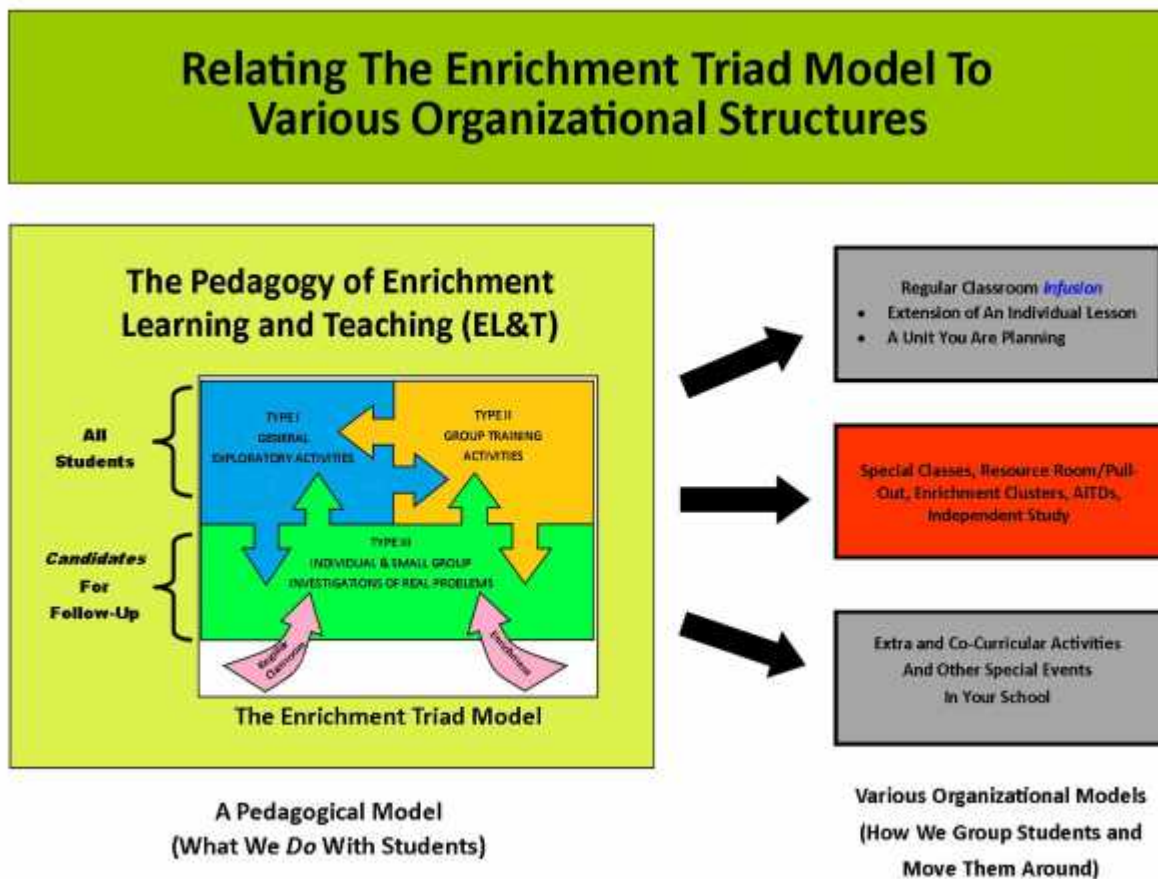 Relating The Enrichment Triad Model To
Various Organizational Structures
The Pedagogy of Enrichment
Learning and Teaching (EL&T)
All
Students
Candidates
For
Follow-Up
TYPE I
GENERAL
EXPLORATORY ACTIVITIES
TYPE II
GROUP TRAINING
ACTIVITIES
TYPE III
INDIVIDUAL & SMALL GROUP
INVESTIGATIONS OF REAL PROBLEMS
Regular
Classroom
Enrichment
The Enrichment Triad Model
A Pedagogical Model
(What We Do With Students)
Regular Classroom Infusion
• Extension of An Individual Lesson
• A Unit You Are Planning
Special Classes, Resource Room/Pull-
Out, Enrichment Clusters, AITDs,
Independent Study
Extra and Co-Curricular Activities
And Other Special Events
In Your School
Various Organizational Models
(How We Group Students and
Move Them Around)